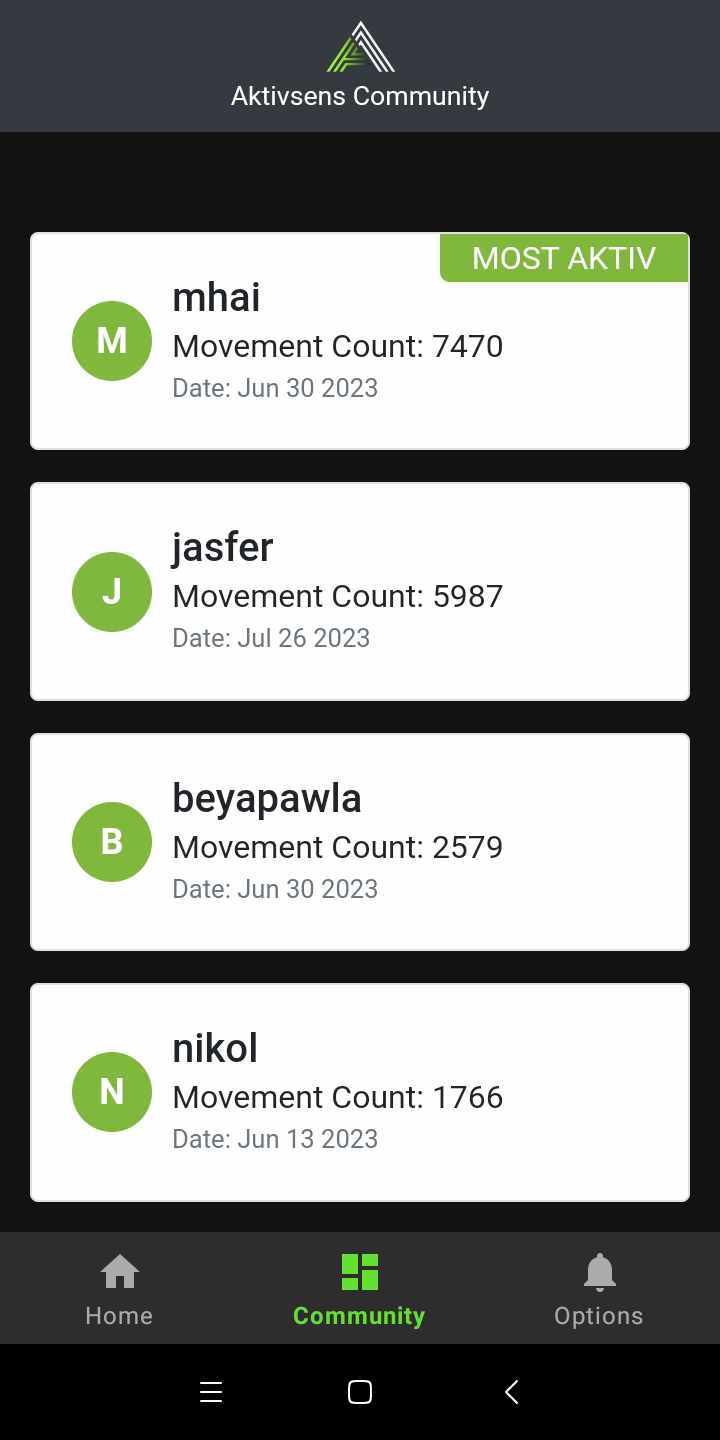 Aktivsens Community
MOST AKTIV
M
mhai
Movement Count: 7470
Date: Jun 30 2023
J
jasfer
Movement Count: 5987
Date: Jul 26 2023
B
beyapawla
Movement Count: 2579
Date: Jun 30 2023
N
nikol
Movement Count: 1766
Date: Jun 13 2023
Home
Community
Options